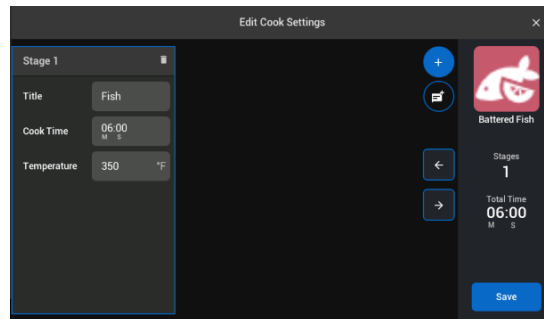 Edit Cook Settings
Stage 1
Title
Fish
Cook Time
06:00
M S
Temperature
350 °F
Battered Fish
Stages
1
Total Time
06:00
M S
Save